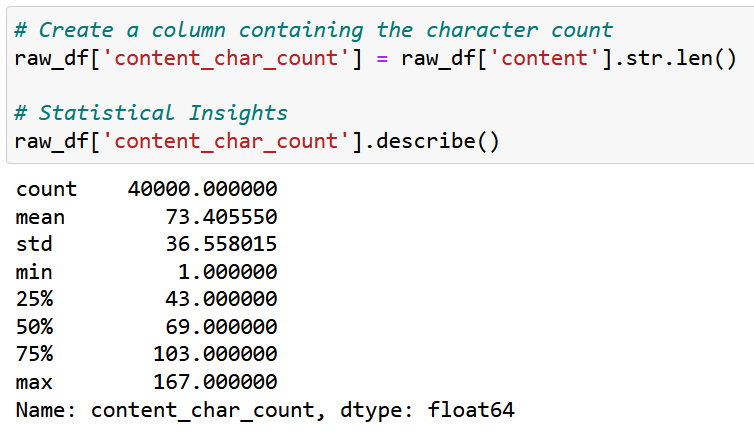 # Create a column containing the character count
raw_df['content_char_count'] = raw_df['content'].str.len()
# Statistical Insights
raw_df['content_char_count'].describe()
count    40000.000000
mean        73.405550
std         36.558015
min          1.000000
25%         43.000000
50%         69.000000
75%        103.000000
max        167.000000
Name: content_char_count, dtype: float64